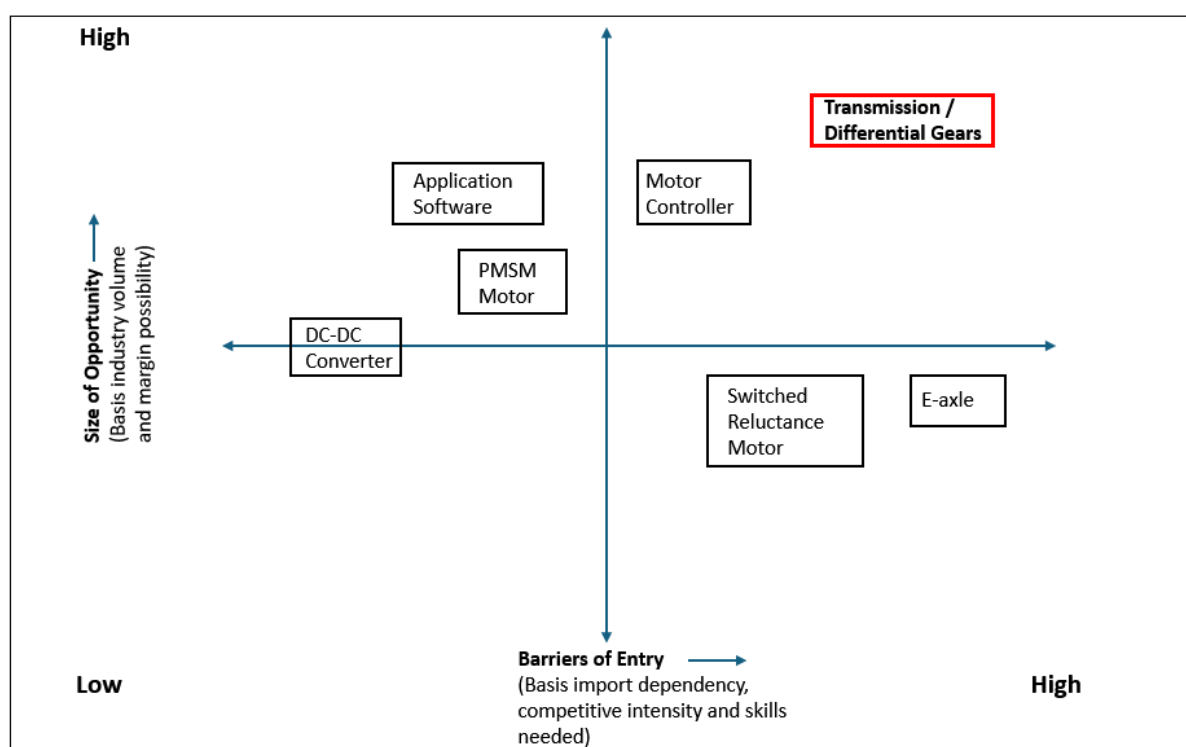 High
Transmission /
Differential Gears
Application
Software
Motor
Controller
PMSM
Motor
DC-DC
Converter
Switched
Reluctance
Motor
E-axle
Size of Opportunity
(Basis industry volume
and margin possibility)
Barriers of Entry
(Basis import dependency,
competitive intensity and skills
needed)
Low
High